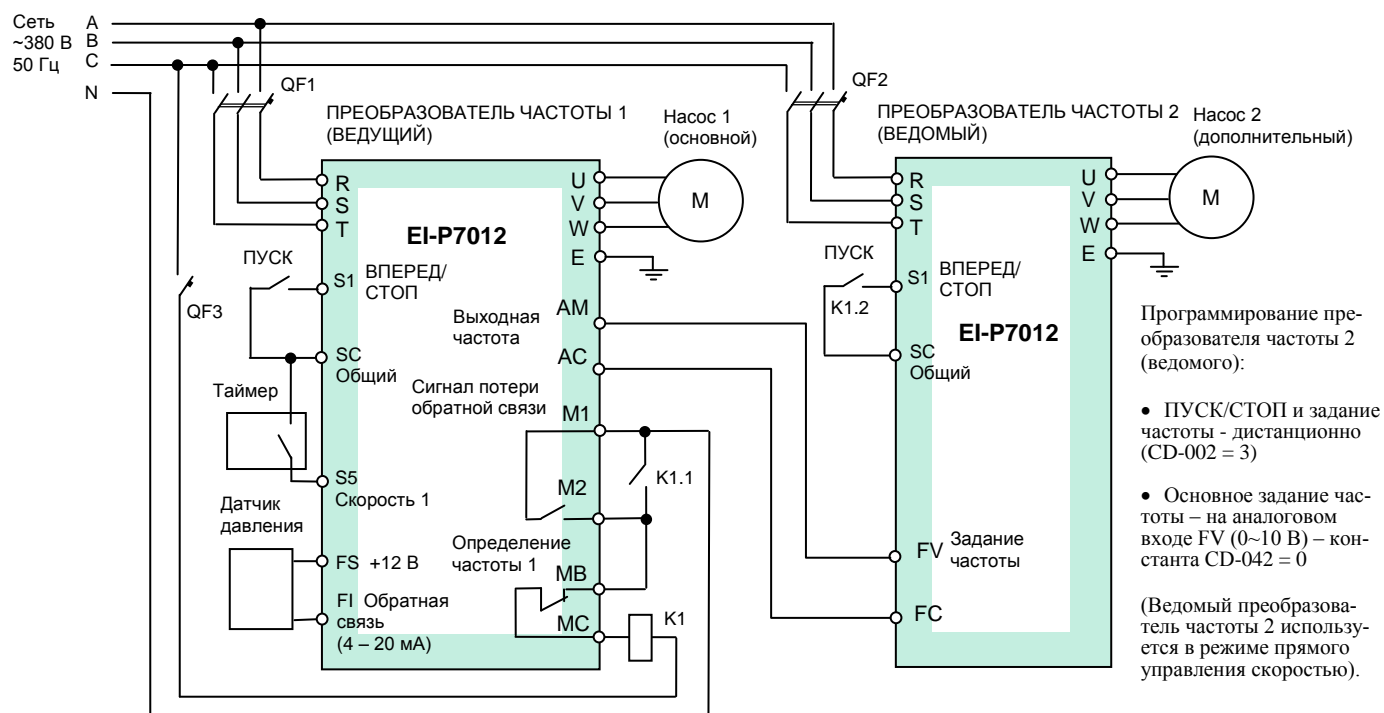 Сеть
~380 В
50 Гц
A
B
C
N
QF1
QF2
ПРЕОБРАЗОВАТЕЛЬ ЧАСТОТЫ 1
(ВЕДУЩИЙ)
Насос 1
(основной)
ПРЕОБРАЗОВАТЕЛЬ ЧАСТОТЫ 2
(ВЕДОМЫЙ)
Насос 2
(дополнительный)
R
S
T
U
V
W
E
M
EI-P7012
ПУСК
S1
ВПЕРЕД/
СТОП
QF3
SC
Общий
Выходная
частота
AM
AC
Таймер
Сигнал потери
обратной связи
M1
S5
Скорость 1
M2
K1.1
Датчик
давления
FS +12 В
Определение
частоты 1
MB
FI Обратная
связь
(4 – 20 мА)
MC
K1
R
S
T
U
V
W
E
M
ПУСК
K1.2
S1
ВПЕРЕД/
СТОП
EI-P7012
SC
Общий
FV
Задание
частоты
FC
Программирование пре-
образователя частоты 2
(ведомого):
• ПУСК/СТОП и задание
частоты - дистанционно
(CD-002 = 3)
• Основное задание час-
тоты – на аналоговом
входе FV (0~10 В) – кон-
станта CD-042 = 0
(Ведомый преобразова-
тель частоты 2 использу-
ется в режиме прямого
управления скоростью).